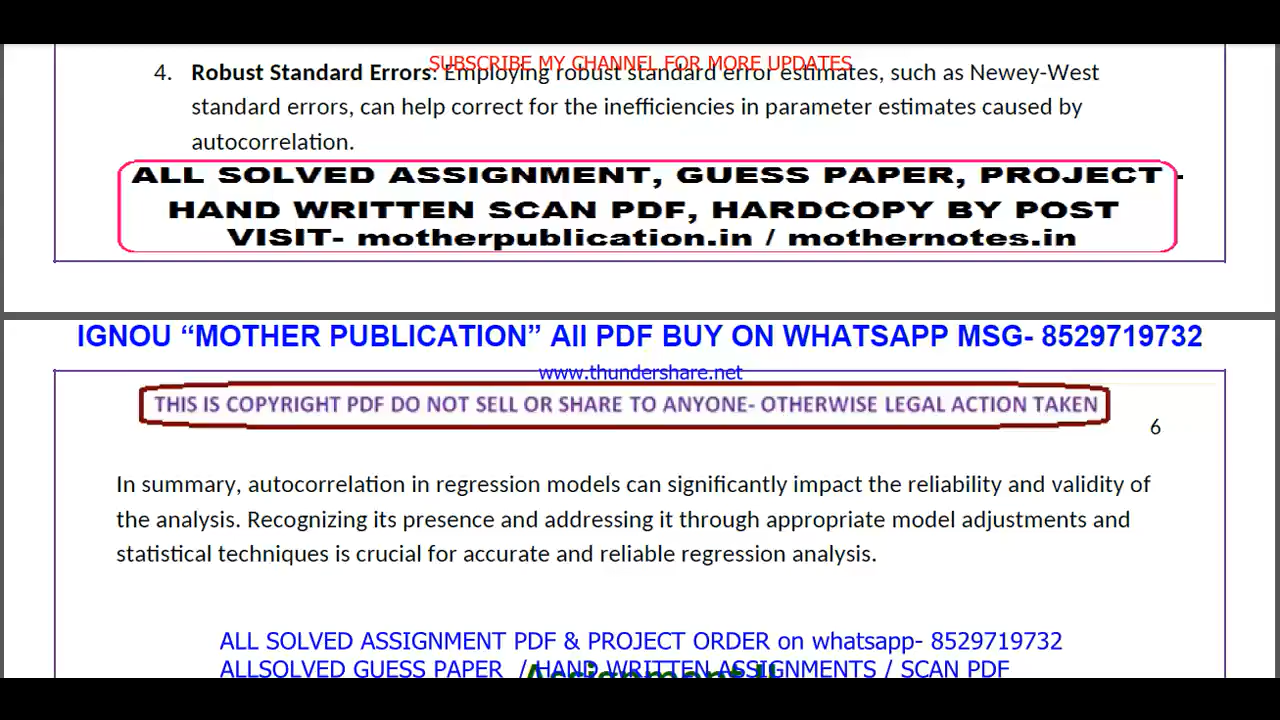 SUBSCRIBE MY CHANNEL FOR MORE UPDATES
4. Robust Standard Errors: Employing robust standard error estimates, such as Newey-West
standard errors, can help correct for the inefficiencies in parameter estimates caused by
autocorrelation.
ALL SOLVED ASSIGNMENT, GUESS PAPER, PROJECT -
HAND WRITTEN SCAN PDF, HARDCOPY BY POST
VISIT- motherpublication.in / mothernotes.in
IGNOU “MOTHER PUBLICATION” All PDF BUY ON WHATSAPP MSG- 8529719732
www.thundershare.net
THIS IS COPYRIGHT PDF DO NOT SELL OR SHARE TO ANYONE- OTHERWISE LEGAL ACTION TAKEN
6
In summary, autocorrelation in regression models can significantly impact the reliability and validity of
the analysis. Recognizing its presence and addressing it through appropriate model adjustments and
statistical techniques is crucial for accurate and reliable regression analysis.
ALL SOLVED ASSIGNMENT PDF & PROJECT ORDER on whatsapp- 8529719732
ALLSOLVED GUESS PAPER / HAND WRITTEN ASSIGNMENTS / SCAN PDF
Assignment II